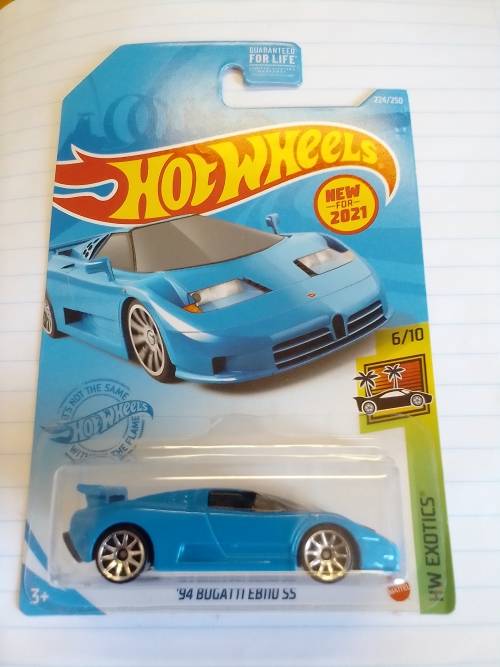 GUARANTEED
FOR LIFE
224/250
HOT WHEELS
NEW
FOR
2021
6/10
IT'S NOT THE SAME
HOT WHEELS
THE FLAME
HW EXOTICS
'94 BUGATTI EB110 SS
3+
MATTEL